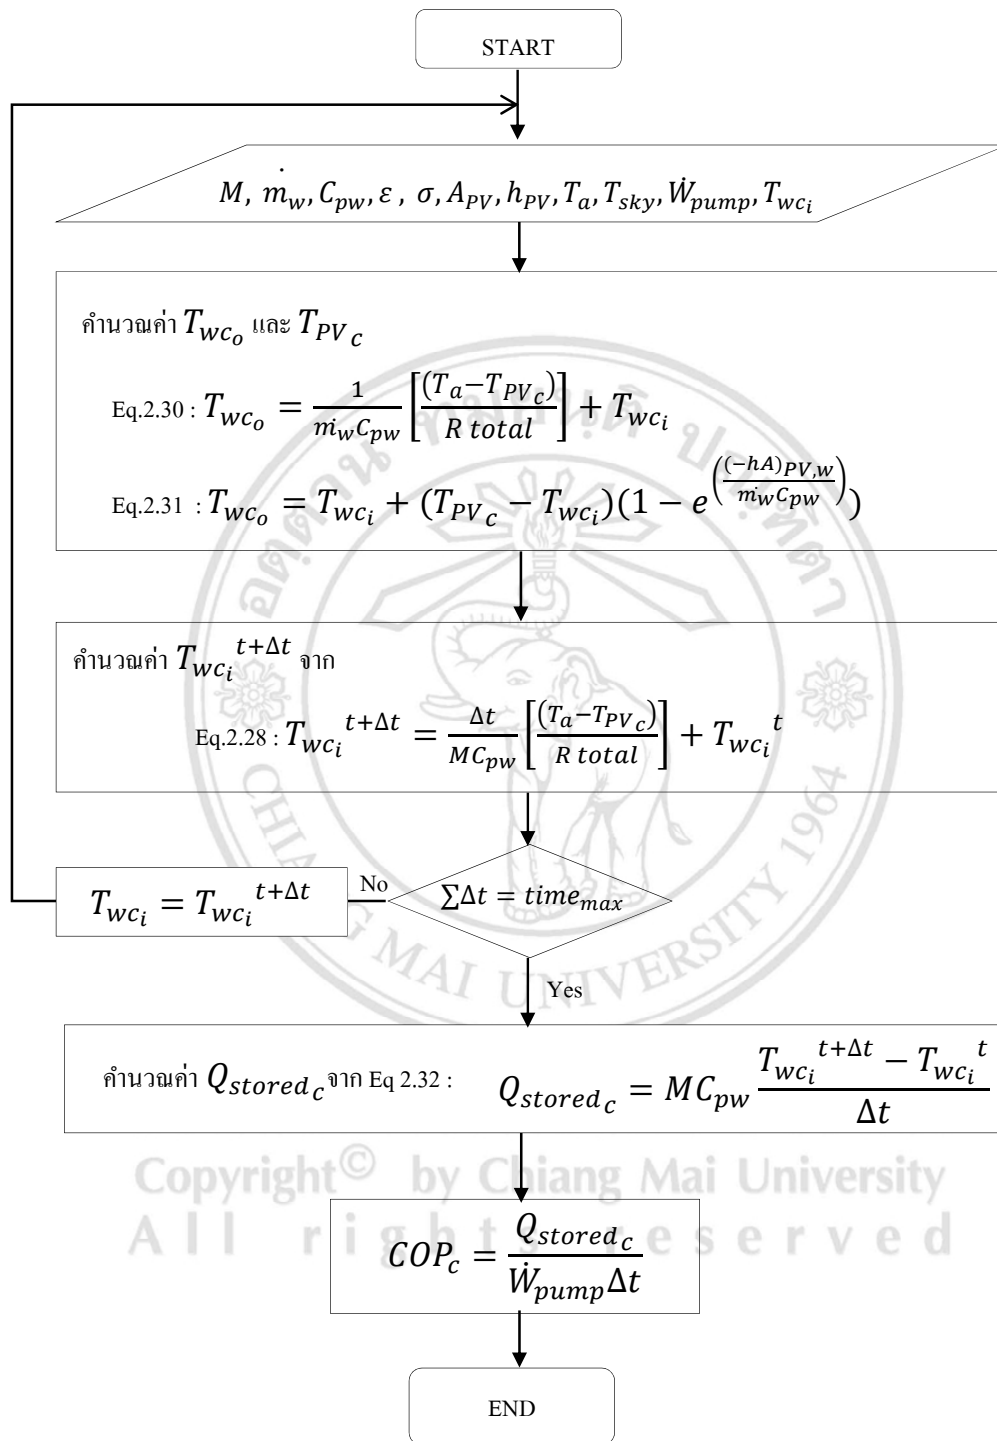 START
M, ṁ_w, C_pw, ε, σ, A_PV, h_PV, T_a, T_sky, Ẇ_pump, T_wc_i
คำนวณค่า T_wc_o และ T_PV_c
Eq.2.30 : T_wc_o = 1/(ṁ_w C_pw) [(T_a−T_PV_c)/(R total)] + T_wc_i
Eq.2.31 : T_wc_o = T_wc_i + (T_PV_c − T_wc_i)(1 − e^((−hA)_PV,w/(ṁ_w C_pw)))
คำนวณค่า T_wc_i^(t+Δt) จาก
Eq.2.28 : T_wc_i^(t+Δt) = Δt/(MC_pw) [(T_a−T_PV_c)/(R total)] + T_wc_i^t
T_wc_i = T_wc_i^(t+Δt)
No
∑Δt = time_max
Yes
คำนวณค่า Q_stored_c จาก Eq 2.32 : Q_stored_c = MC_pw (T_wc_i^(t+Δt) − T_wc_i^t)/Δt
COP_c = Q_stored_c/(Ẇ_pump Δt)
END
CHIANG MAI UNIVERSITY 1964
Copyright© by Chiang Mai University
All rights reserved